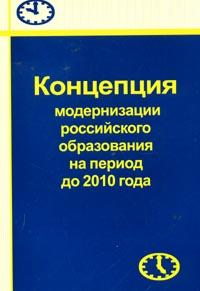 Концепция
модернизации
российского
образования
на период
до 2010 года